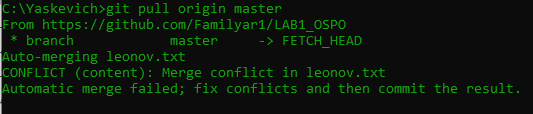 C:\Yaskevich>git pull origin master
From https://github.com/Familyar1/LAB1_OSPO
 * branch            master     -> FETCH_HEAD
Auto-merging leonov.txt
CONFLICT (content): Merge conflict in leonov.txt
Automatic merge failed; fix conflicts and then commit the result.